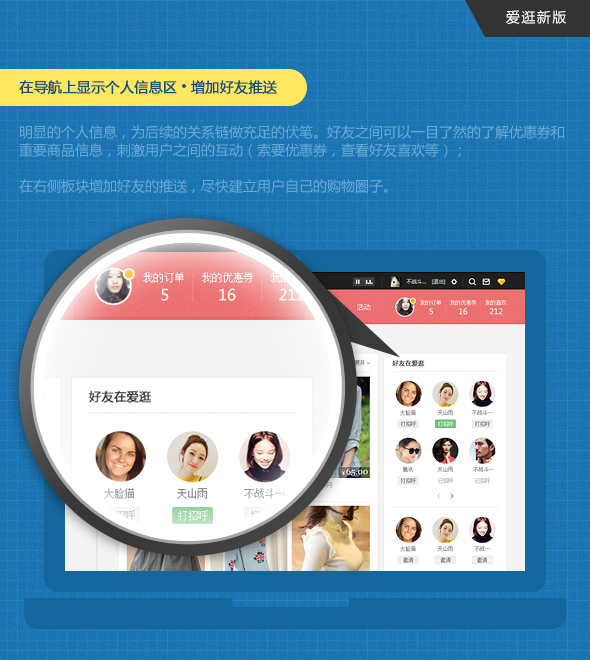 爱逛新版
在导航上显示个人信息区•增加好友推送
明显的个人信息，为后续的关系链做充足的伏笔。好友之间可以一目了然的了解优惠券和
重要商品信息，刺激用户之间的互动（索要优惠券，查看好友喜欢等）；
在右侧板块增加好友的推送，尽快建立用户自己的购物圈子。
我的订单 我的优惠券
5 16 212
好友在爱逛
大脸猫 天山雨 不战斗…
打招呼
不战斗… [退出]
活动 我的订单 我的优惠券 我的喜欢
5 16 212
好友在爱逛
大脸猫 天山雨 不战斗…
打招呼 打招呼 打招呼
腾讯 天山雨 不战斗…
打招呼 已招呼 已招呼
¥65.00
大脸猫 天山雨 不战…
邀请 邀请 邀请